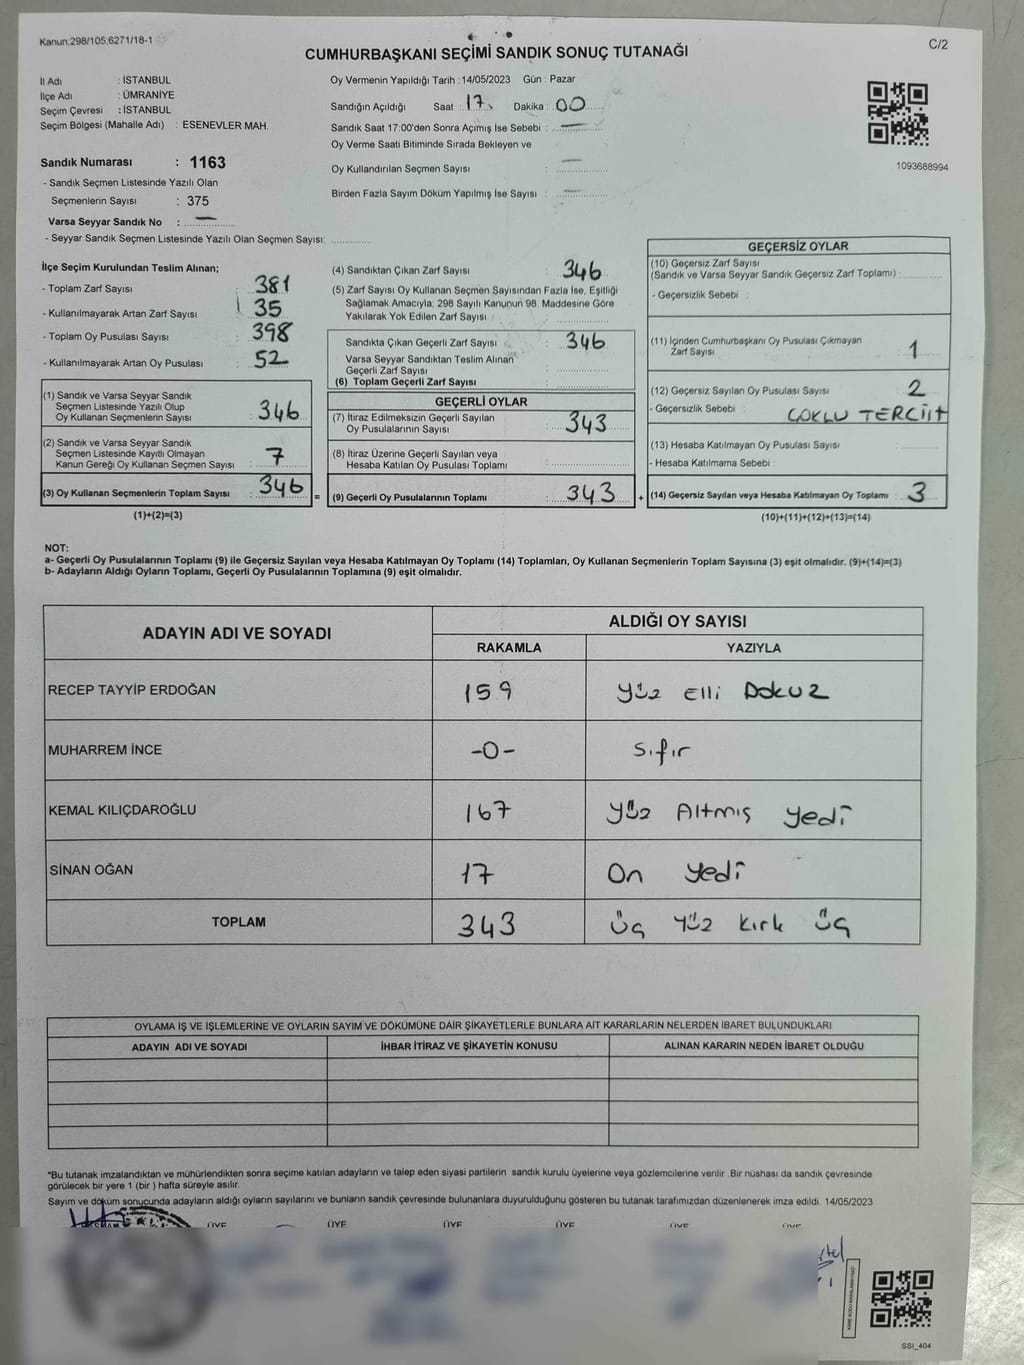 Kanun;298/105;6271/18-1
C/2
CUMHURBAŞKANI SEÇİMİ SANDIK SONUÇ TUTANAĞI
İl Adı : İSTANBUL
İlçe Adı : ÜMRANİYE
Seçim Çevresi : İSTANBUL
Seçim Bölgesi (Mahalle Adı) : ESENEVLER MAH.
Sandık Numarası : 1163
- Sandık Seçmen Listesinde Yazılı Olan
Seçmenlerin Sayısı : 375
Varsa Seyyar Sandık No : —
- Seyyar Sandık Seçmen Listesinde Yazılı Olan Seçmen Sayısı:
Oy Vermenin Yapıldığı Tarih : 14/05/2023 Gün : Pazar
Sandığın Açıldığı Saat : 17 Dakika : 00
Sandık Saat 17:00'den Sonra Açımış İse Sebebi : —
Oy Verme Saati Bitiminde Sırada Bekleyen ve
Oy Kullandırılan Seçmen Sayısı : —
Birden Fazla Sayım Döküm Yapılmış İse Sayısı : —
1093688994
İlçe Seçim Kurulundan Teslim Alınan;
- Toplam Zarf Sayısı : 381
- Kullanılmayarak Artan Zarf Sayısı : 35
- Toplam Oy Pusulası Sayısı : 398
- Kullanılmayarak Artan Oy Pusulası : 52
(1) Sandık ve Varsa Seyyar Sandık
Seçmen Listesinde Yazılı Olup
Oy Kullanan Seçmenlerin Sayısı : 346
(2) Sandık ve Varsa Seyyar Sandık
Seçmen Listesinde Kayıtlı Olmayan
Kanun Gereği Oy Kullanan Seçmen Sayısı : 7
(3) Oy Kullanan Seçmenlerin Toplam Sayısı : 346 =
(1)+(2)=(3)
(4) Sandıktan Çıkan Zarf Sayısı : 346
(5) Zarf Sayısı Oy Kullanan Seçmen Sayısından Fazla İse, Eşitliği
Sağlamak Amacıyla; 298 Sayılı Kanunun 98. Maddesine Göre
Yakılarak Yok Edilen Zarf Sayısı :
Sandıkta Çıkan Geçerli Zarf Sayısı : 346
Varsa Seyyar Sandıktan Teslim Alınan
Geçerli Zarf Sayısı :
(6) Toplam Geçerli Zarf Sayısı :
GEÇERLİ OYLAR
(7) İtiraz Edilmeksizin Geçerli Sayılan
Oy Pusulalarının Sayısı : 343
(8) İtiraz Üzerine Geçerli Sayılan veya
Hesaba Katılan Oy Pusulası Toplamı :
(9) Geçerli Oy Pusulalarının Toplamı : 343 +
GEÇERSİZ OYLAR
(10) Geçersiz Zarf Sayısı
(Sandık ve Varsa Seyyar Sandık Geçersiz Zarf Toplamı) :
- Geçersizlik Sebebi :
(11) İçinden Cumhurbaşkanı Oy Pusulası Çıkmayan
Zarf Sayısı : 1
(12) Geçersiz Sayılan Oy Pusulası Sayısı : 2
- Geçersizlik Sebebi : ÇOKLU TERCİH
(13) Hesaba Katılmayan Oy Pusulası Sayısı :
- Hesaba Katılmama Sebebi :
(14) Geçersiz Sayılan veya Hesaba Katılmayan Oy Toplamı : 3
(10)+(11)+(12)+(13)=(14)
NOT:
a- Geçerli Oy Pusulalarının Toplamı (9) ile Geçersiz Sayılan veya Hesaba Katılmayan Oy Toplamı (14) Toplamları, Oy Kullanan Seçmenlerin Toplam Sayısına (3) eşit olmalıdır. (9)+(14)=(3)
b- Adayların Aldığı Oyların Toplamı, Geçerli Oy Pusulalarının Toplamına (9) eşit olmalıdır.
ADAYIN ADI VE SOYADI ALDIĞI OY SAYISI
RAKAMLA YAZIYLA
RECEP TAYYİP ERDOĞAN 159 yüz Elli Dokuz
MUHARREM İNCE -0- Sıfır
KEMAL KILIÇDAROĞLU 167 yüz Altmış yedi
SİNAN OĞAN 17 On yedi
TOPLAM 343 üç yüz kırk üç
OYLAMA İŞ VE İŞLEMLERİNE VE OYLARIN SAYIM VE DÖKÜMÜNE DAİR ŞİKAYETLERLE BUNLARA AİT KARARLARIN NELERDEN İBARET BULUNDUKLARI
ADAYIN ADI VE SOYADI İHBAR İTİRAZ VE ŞİKAYETİN KONUSU ALINAN KARARIN NEDEN İBARET OLDUĞU
*Bu tutanak imzalandıktan ve mühürlendikten sonra seçime katılan adayların ve talep eden siyasi partilerin sandık kurulu üyelerine veya gözlemcilerine verilir .Bir nüshası da sandık çevresinde
görülecek bir yere 1 (bir ) hafta süreyle asılır.
Sayım ve döküm sonucunda adayların aldığı oyların sayılarını ve bunların sandık çevresinde bulunanlara duyurulduğunu gösteren bu tutanak tarafımızdan düzenlenerek imza edildi. 14/05/2023
ÜYE ÜYE ÜYE ÜYE ÜYE ÜYE
SSI_404